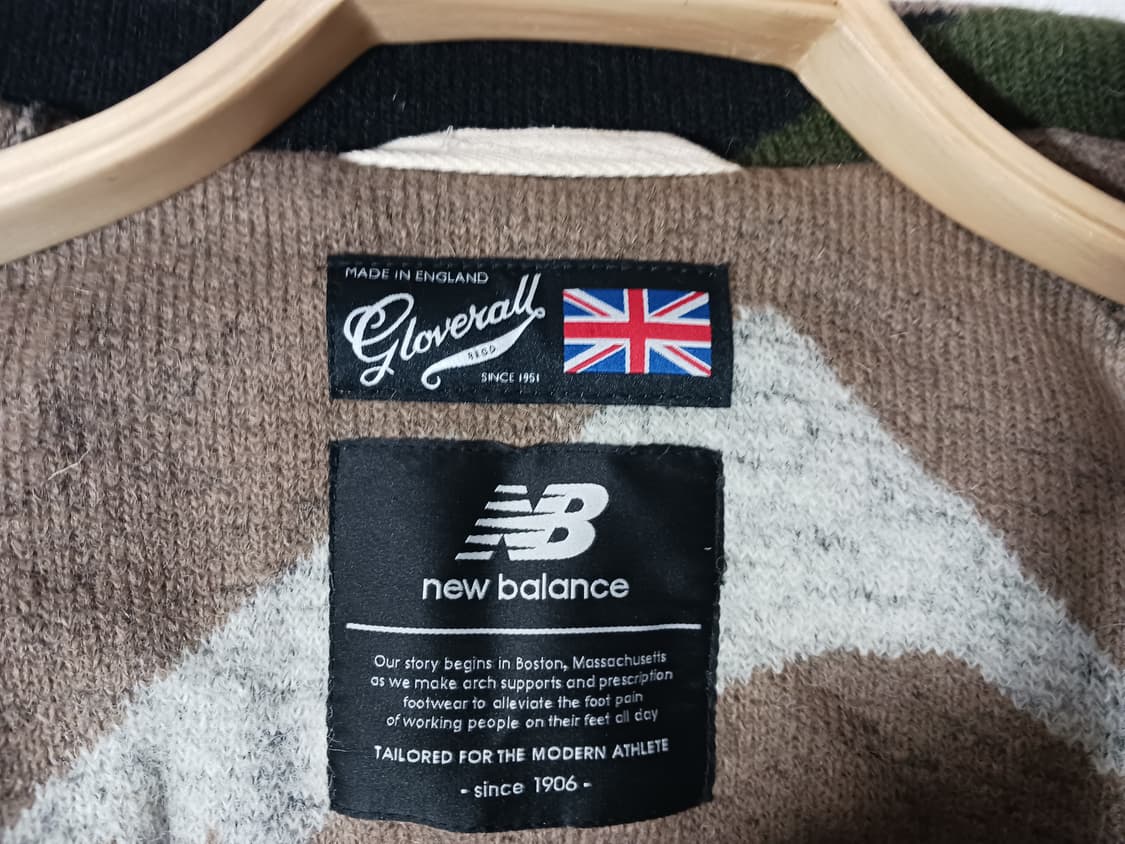 MADE IN ENGLAND
Gloverall
REGD.
SINCE 1951
NB
new balance
Our story begins in Boston, Massachusetts
as we make arch supports and prescription
footwear to alleviate the foot pain
of working people on their feet all day
TAILORED FOR THE MODERN ATHLETE
- since 1906 -